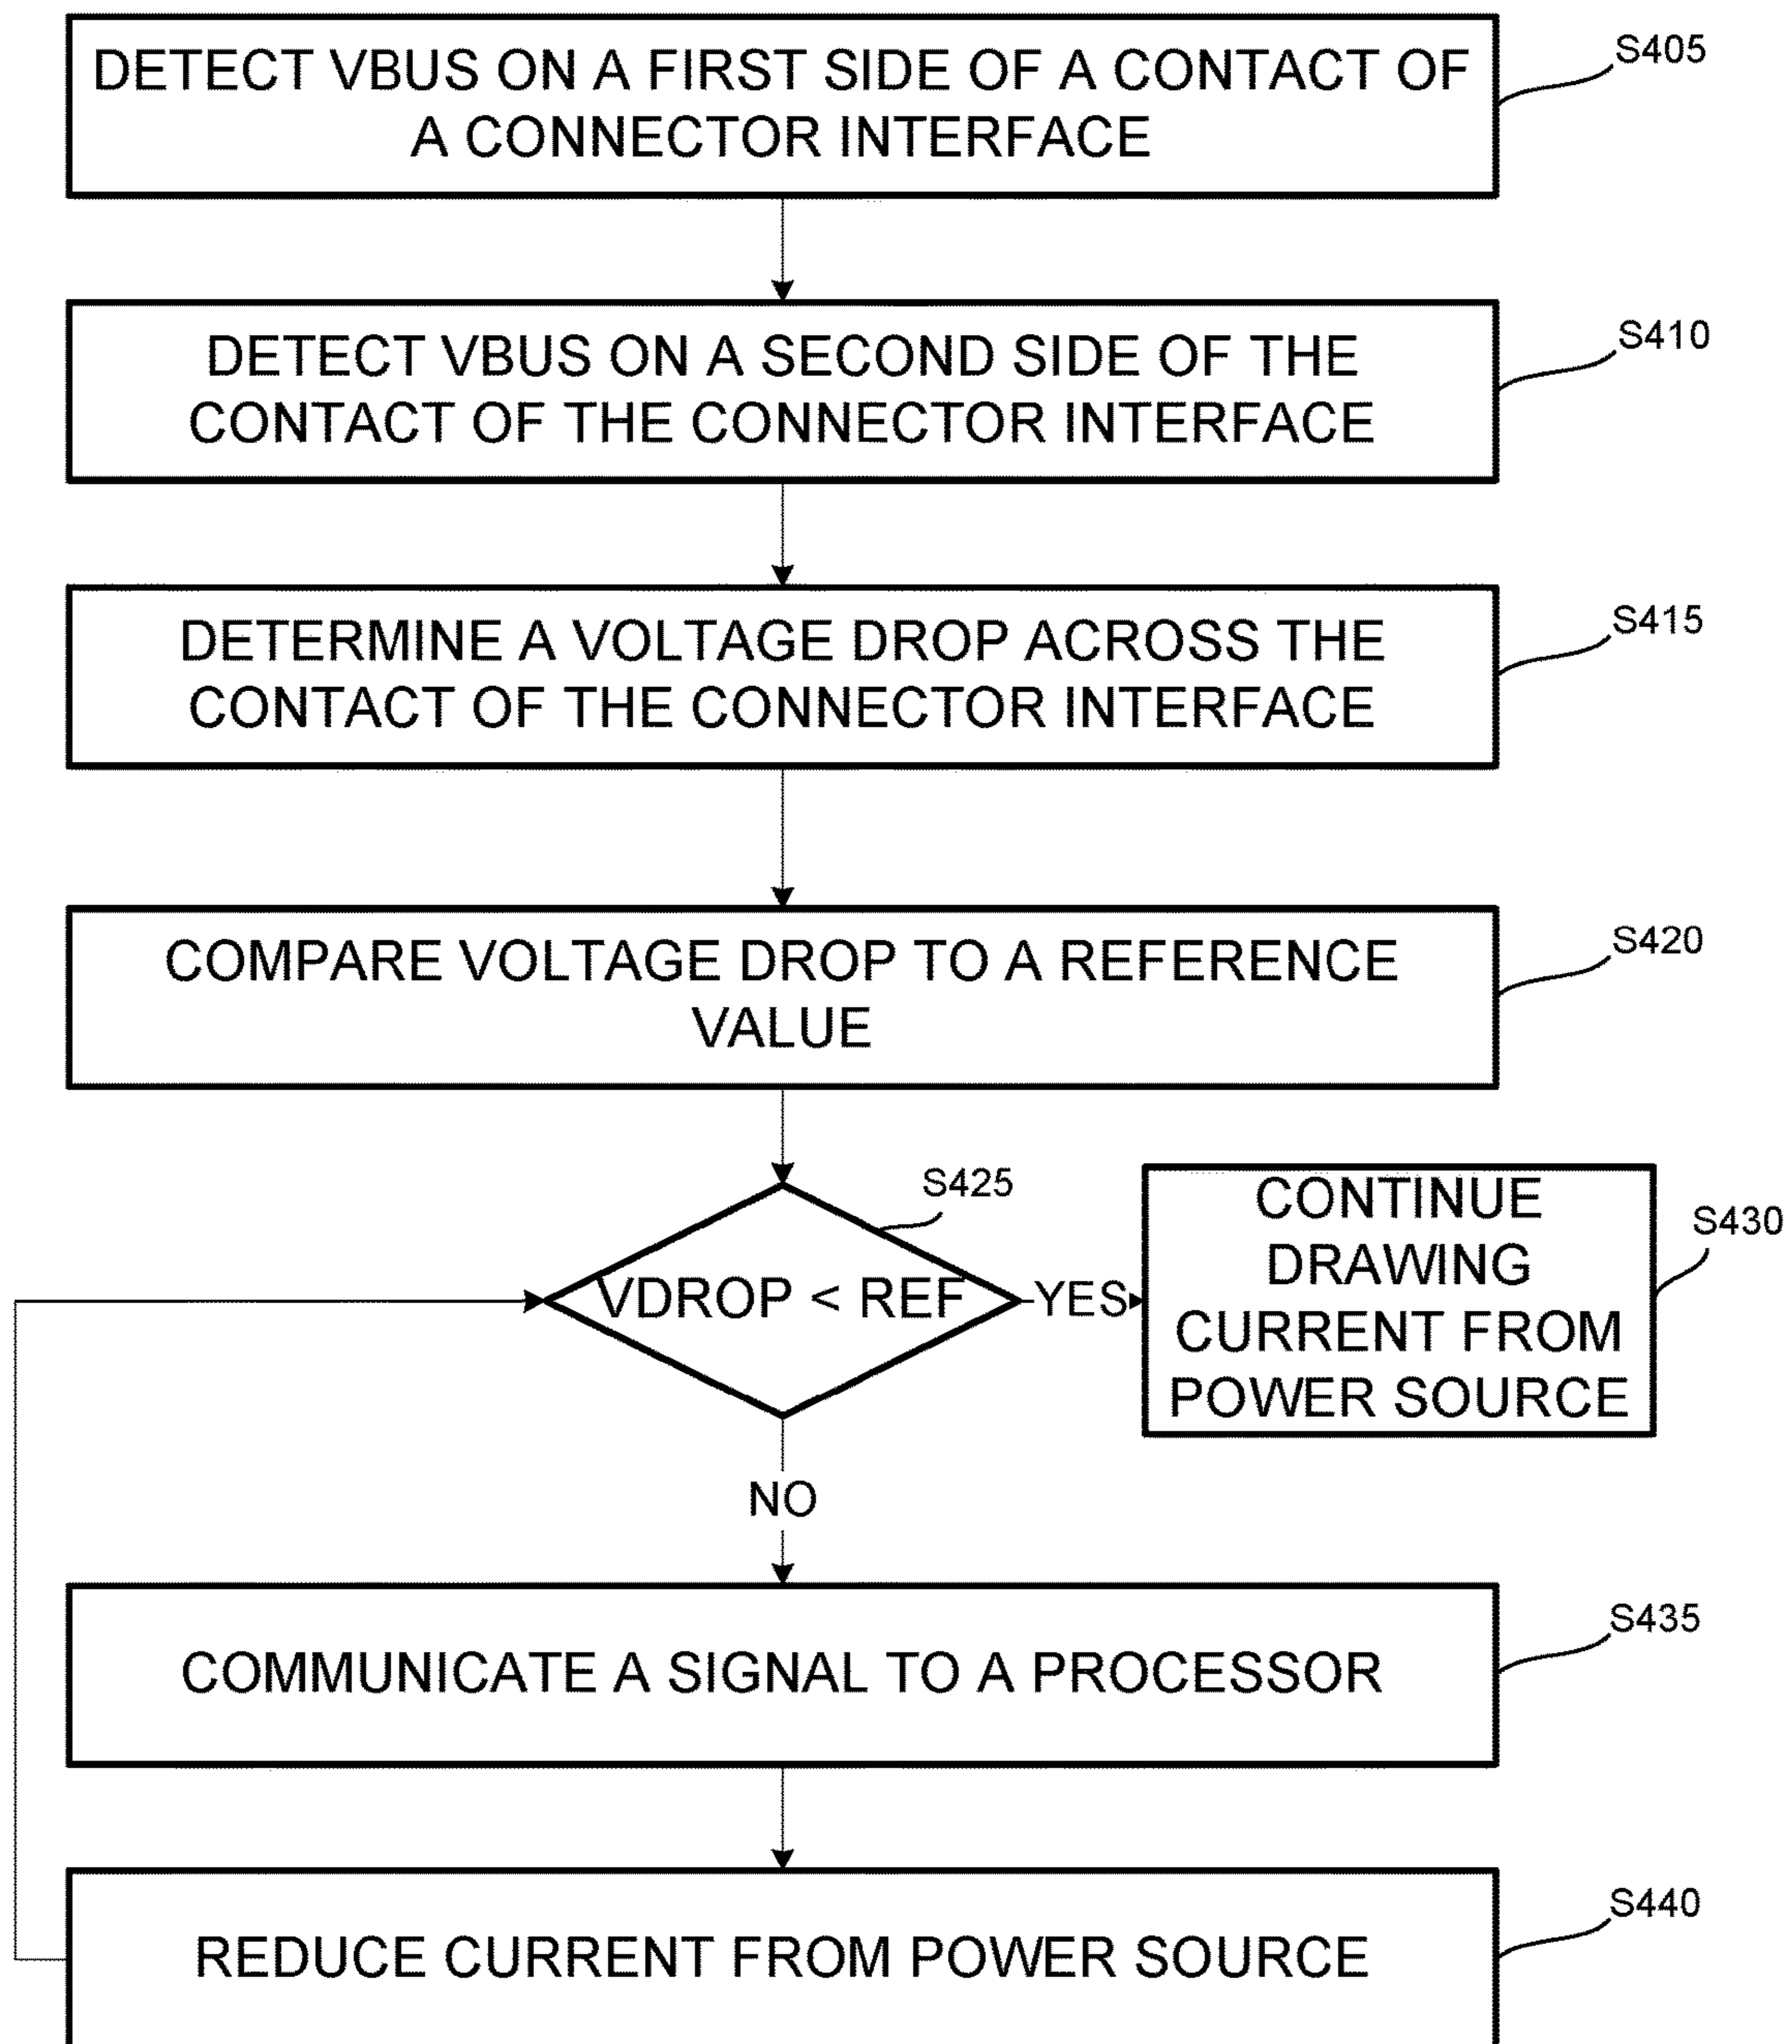 DETECT VBUS ON A FIRST SIDE OF A CONTACT OF
A CONNECTOR INTERFACE
S405
DETECT VBUS ON A SECOND SIDE OF THE
CONTACT OF THE CONNECTOR INTERFACE
S410
DETERMINE A VOLTAGE DROP ACROSS THE
CONTACT OF THE CONNECTOR INTERFACE
S415
COMPARE VOLTAGE DROP TO A REFERENCE
VALUE
S420
S425
VDROP < REF
YES
CONTINUE
DRAWING
CURRENT FROM
POWER SOURCE
S430
NO
COMMUNICATE A SIGNAL TO A PROCESSOR
S435
REDUCE CURRENT FROM POWER SOURCE
S440